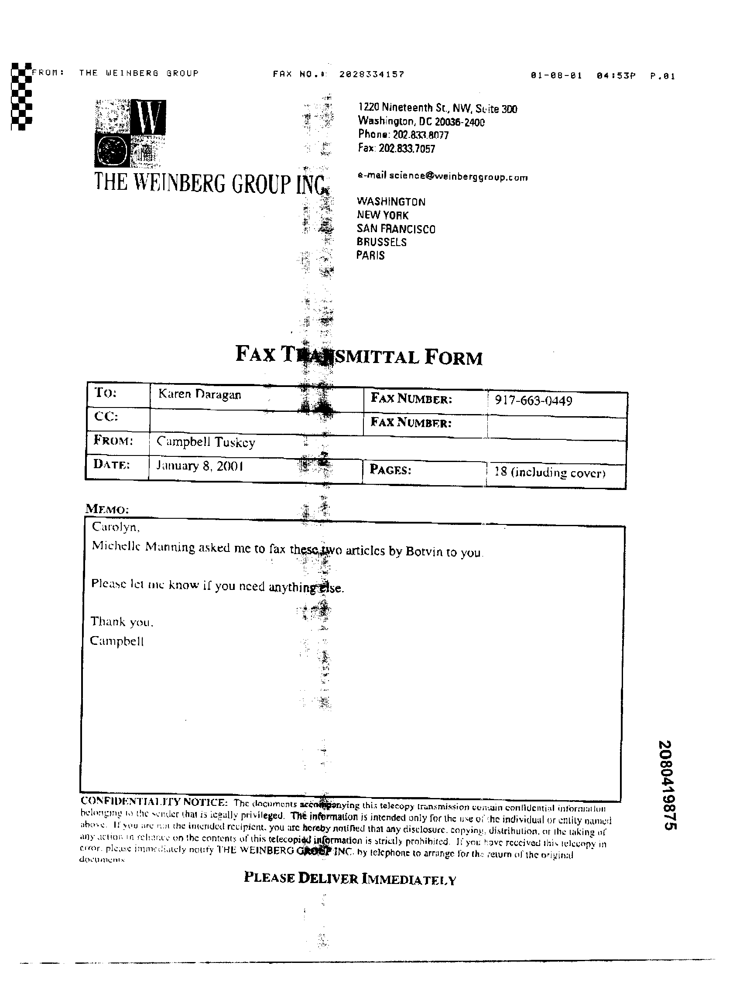 FROM: THE WEINBERG GROUP FAX NO.: 2028334157 01-08-01 04:53P P.01
W
THE WEINBERG GROUP INC.
1220 Nineteenth St., NW, Suite 300
Washington, DC 20036-2400
Phone: 202.833.8077
Fax: 202.833.7057
e-mail science@weinberggroup.com
WASHINGTON
NEW YORK
SAN FRANCISCO
BRUSSELS
PARIS
FAX TRANSMITTAL FORM
TO: Karen Daragan FAX NUMBER: 917-663-0449
CC: FAX NUMBER:
FROM: Campbell Tuskey
DATE: January 8, 2001 PAGES: 18 (including cover)
MEMO:
Carolyn,
Michelle Manning asked me to fax these two articles by Botvin to you.
Please let me know if you need anything else.
Thank you,
Campbell
2080419875
CONFIDENTIALITY NOTICE: The documents accompanying this telecopy transmission contain confidential information
belonging to the sender that is legally privileged. The information is intended only for the use of the individual or entity named
above. If you are not the intended recipient, you are hereby notified that any disclosure, copying, distribution, or the taking of
any action in reliance on the contents of this telecopied information is strictly prohibited. If you have received this telecopy in
error, please immediately notify THE WEINBERG GROUP INC. by telephone to arrange for the return of the original
documents.
PLEASE DELIVER IMMEDIATELY